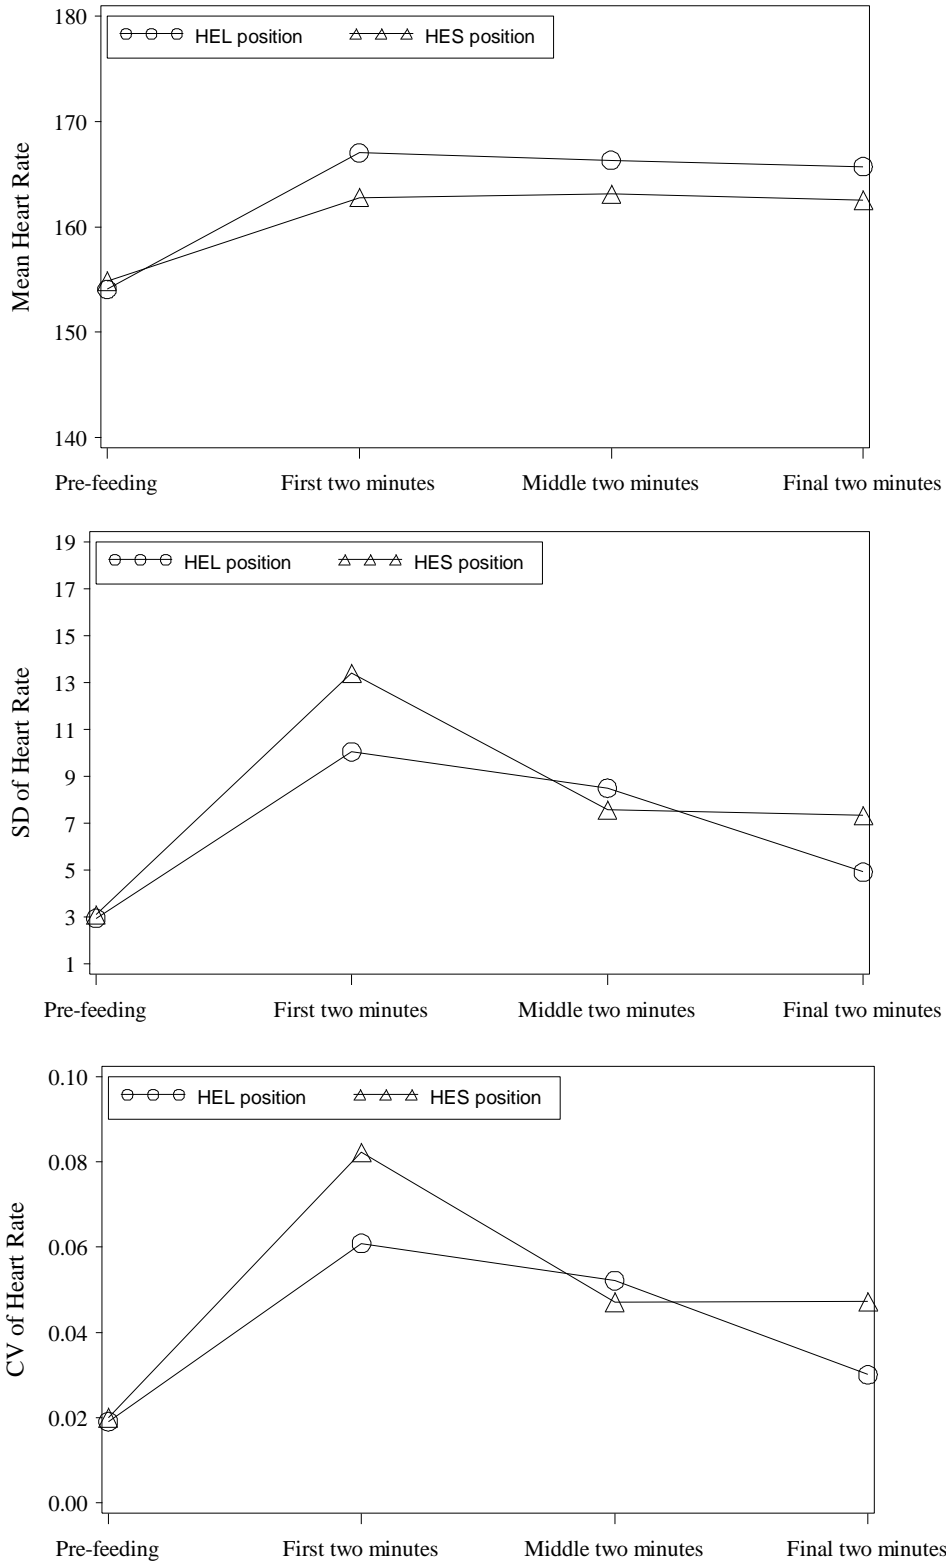 180
HEL position HES position
170
160
150
140
Mean Heart Rate
Pre-feeding First two minutes Middle two minutes Final two minutes
19
HEL position HES position
17
15
13
11
9
7
5
3
1
SD of Heart Rate
Pre-feeding First two minutes Middle two minutes Final two minutes
0.10
HEL position HES position
0.08
0.06
0.04
0.02
0.00
CV of Heart Rate
Pre-feeding First two minutes Middle two minutes Final two minutes